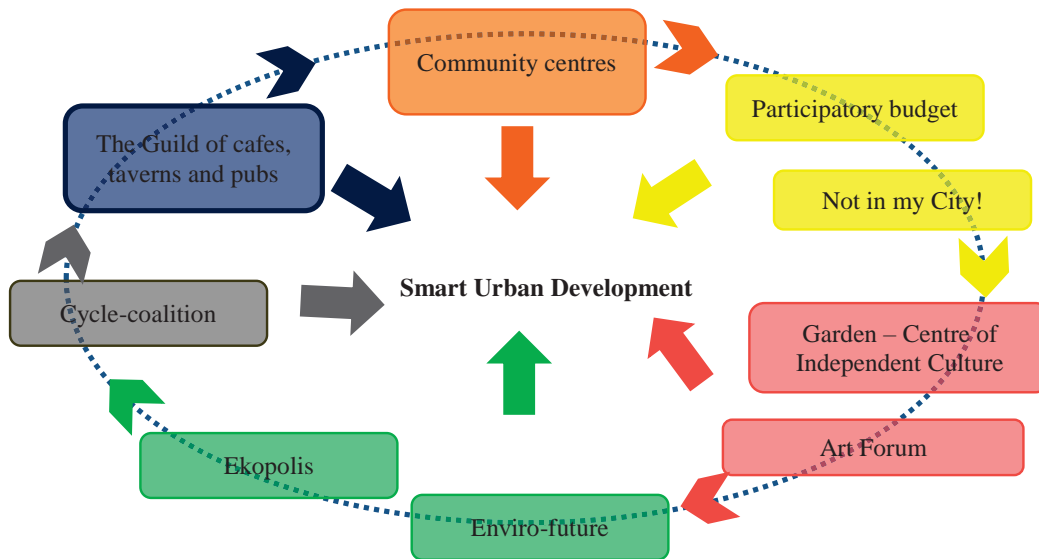 Community centres
Participatory budget
The Guild of cafes,
taverns and pubs
Not in my City!
Smart Urban Development
Cycle-coalition
Garden – Centre of
Independent Culture
Art Forum
Ekopolis
Enviro-future